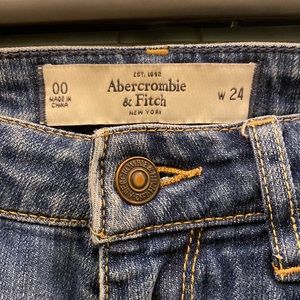 EST. 1892
00
MADE IN
CHINA
Abercrombie
& Fitch
NEW YORK
W 24